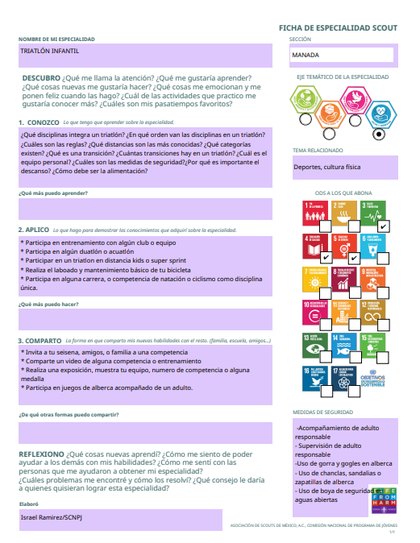 FICHA DE ESPECIALIDAD SCOUT
NOMBRE DE MI ESPECIALIDAD
TRIATLÓN INFANTIL
SECCIÓN
MANADA
DESCUBRO ¿Qué me llama la atención? ¿Qué me gustaría aprender?
¿Qué cosas nuevas me gustaría hacer? ¿Qué cosas me emocionan y me
ponen feliz cuando las hago? ¿Cuál de las actividades que practico me
gustaría conocer más? ¿Cuáles son mis pasatiempos favoritos?
EJE TEMÁTICO DE LA ESPECIALIDAD
1. CONOZCO Lo que tengo que aprender sobre la especialidad.
¿Qué disciplinas integra un triatlón? ¿En qué orden van las disciplinas en un triatlón?
¿Cuáles son las reglas? ¿Qué distancias son las más conocidas? ¿Qué categorías
existen? ¿Qué es una transición? ¿Cuántas transiciones hay en un triatlón? ¿Cuál es el
equipo personal? ¿Cuáles son las medidas de seguridad?¿Por qué es importante el
descanso? ¿Cómo debe ser la alimentación?
TEMA RELACIONADO
Deportes, cultura física
¿Qué más puedo aprender?
ODS A LOS QUE ABONA
2. APLICO Lo que hago para demostrar los conocimientos que adquirí sobre la especialidad.
* Participa en entrenamiento con algún club o equipo
* Participa en algún duatlón o acuatlón
* Participa en un triatlón en distancia kids o super sprint
* Realiza el laboado y mantenimiento básico de tu bicicleta
* Participa en alguna carrera, o competencia de natación o ciclismo como disciplina
única.
¿Qué más puedo hacer?
3. COMPARTO La forma en que comparto mis nuevas habilidades con el resto. (familia, escuela, amigos...)
* Invita a tu seisena, amigos, o familia a una competencia
* Comparte un video de alguna competencia o entrenamiento
* Realiza una exposición, muestra tu equipo, numero de competencia o alguna
medalla
* Participa en juegos de alberca acompañado de un adulto.
¿De qué otras formas puedo compartir?
MEDIDAS DE SEGURIDAD
-Acompañamiento de adulto
responsable
- Supervisión de adulto
responsable
-Uso de gorra y gogles en alberca
- Uso de chanclas, sandalias o
zapatillas de alberca
- Uso de boya de seguridad
aguas abiertas
SAFE
FROM
HARM
REFLEXIONO ¿Qué cosas nuevas aprendí? ¿Cómo me siento de poder
ayudar a los demás con mis habilidades? ¿Cómo me sentí con las
personas que me ayudaron a obtener mi especialidad?
¿Cuáles problemas me encontré y cómo los resolví? ¿Qué consejo le daría
a quienes quisieran lograr esta especialidad?
Elaboró
Israel Ramirez/SCNPJ
ASOCIACIÓN DE SCOUTS DE MÉXICO, A.C., COMISIÓN NACIONAL DE PROGRAMA DE JÓVENES